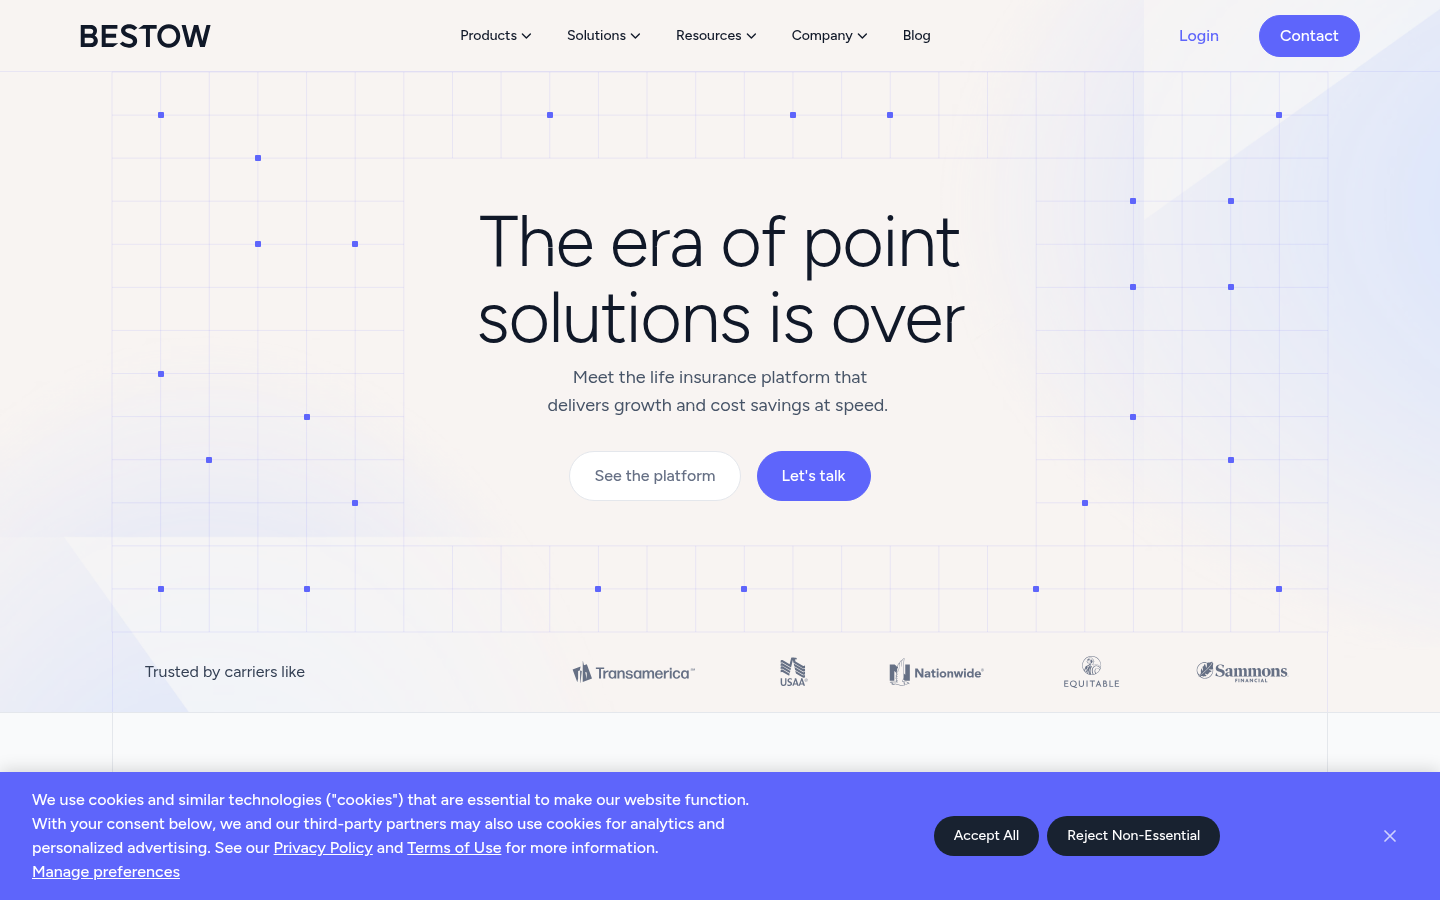 BESTOW
Products
Solutions
Resources
Company
Blog
Login
Contact
The era of point
solutions is over
Meet the life insurance platform that
delivers growth and cost savings at speed.
See the platform
Let's talk
Trusted by carriers like
Transamerica
USAA
Nationwide
EQUITABLE
Sammons
FINANCIAL
We use cookies and similar technologies ("cookies") that are essential to make our website function.
With your consent below, we and our third-party partners may also use cookies for analytics and
personalized advertising. See our Privacy Policy and Terms of Use for more information.
Manage preferences
Accept All
Reject Non-Essential